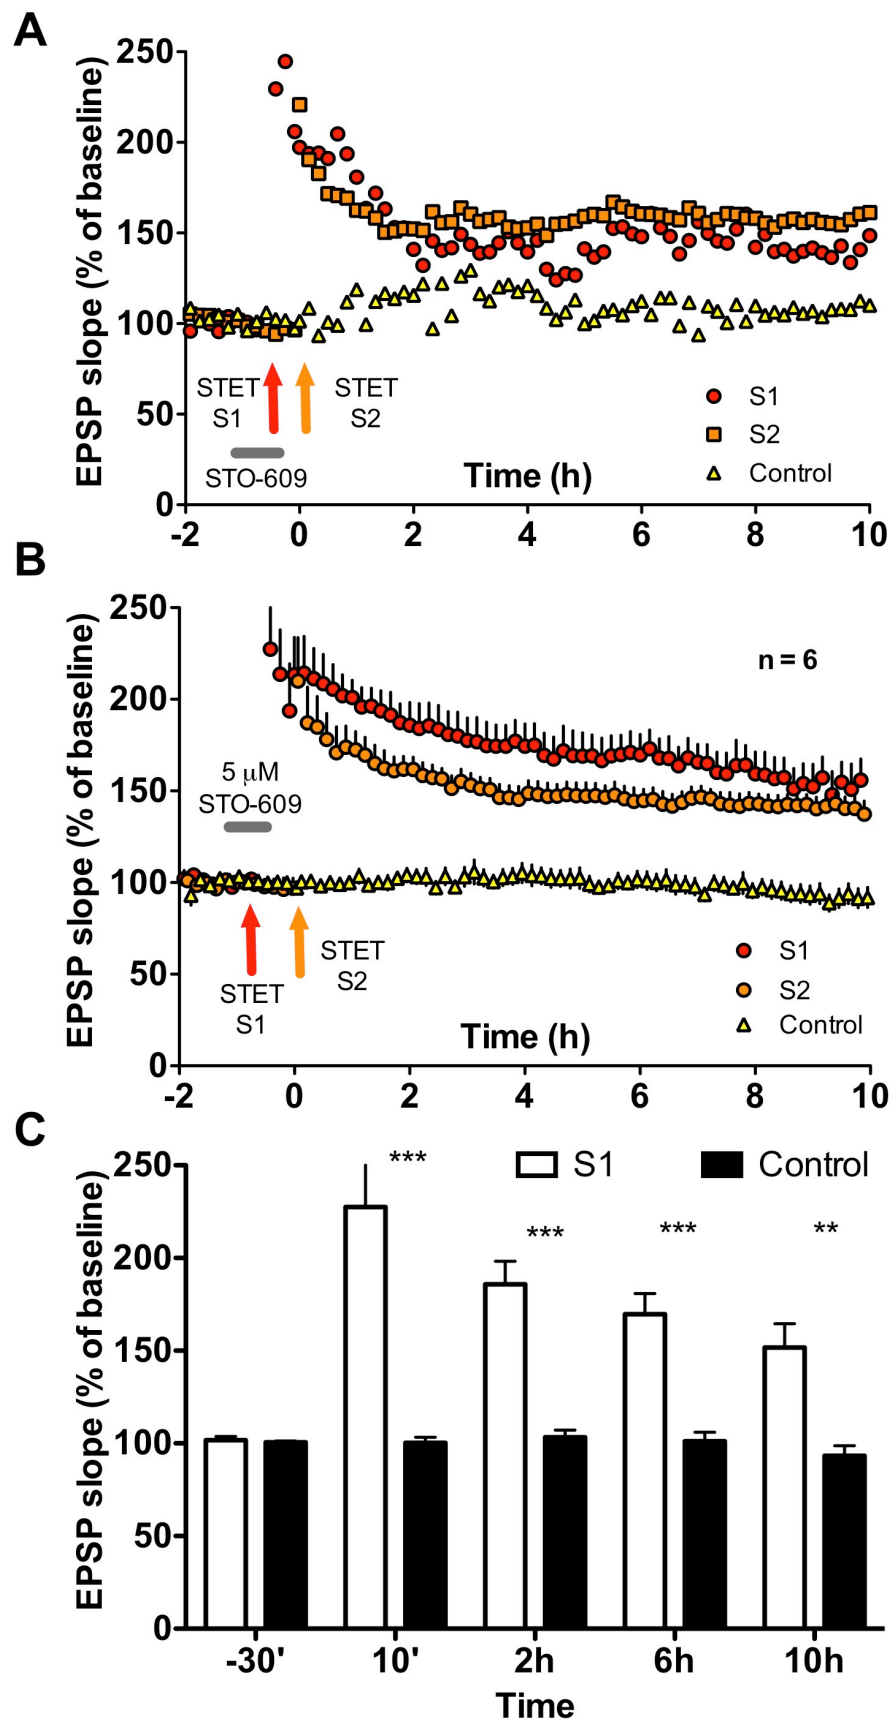 A
EPSP slope (% of baseline)
250
200
150
100
50
0
STET
S1
STET
S2
STO-609
S1
S2
Control
Time (h)
-2 0 2 4 6 8 10
B
EPSP slope (% of baseline)
250
200
150
100
50
0
n = 6
5 μM
STO-609
STET
S1
STET
S2
S1
S2
Control
Time (h)
-2 0 2 4 6 8 10
C
EPSP slope (% of baseline)
250
200
150
100
50
0
S1 Control
*** *** *** **
-30' 10' 2h 6h 10h
Time